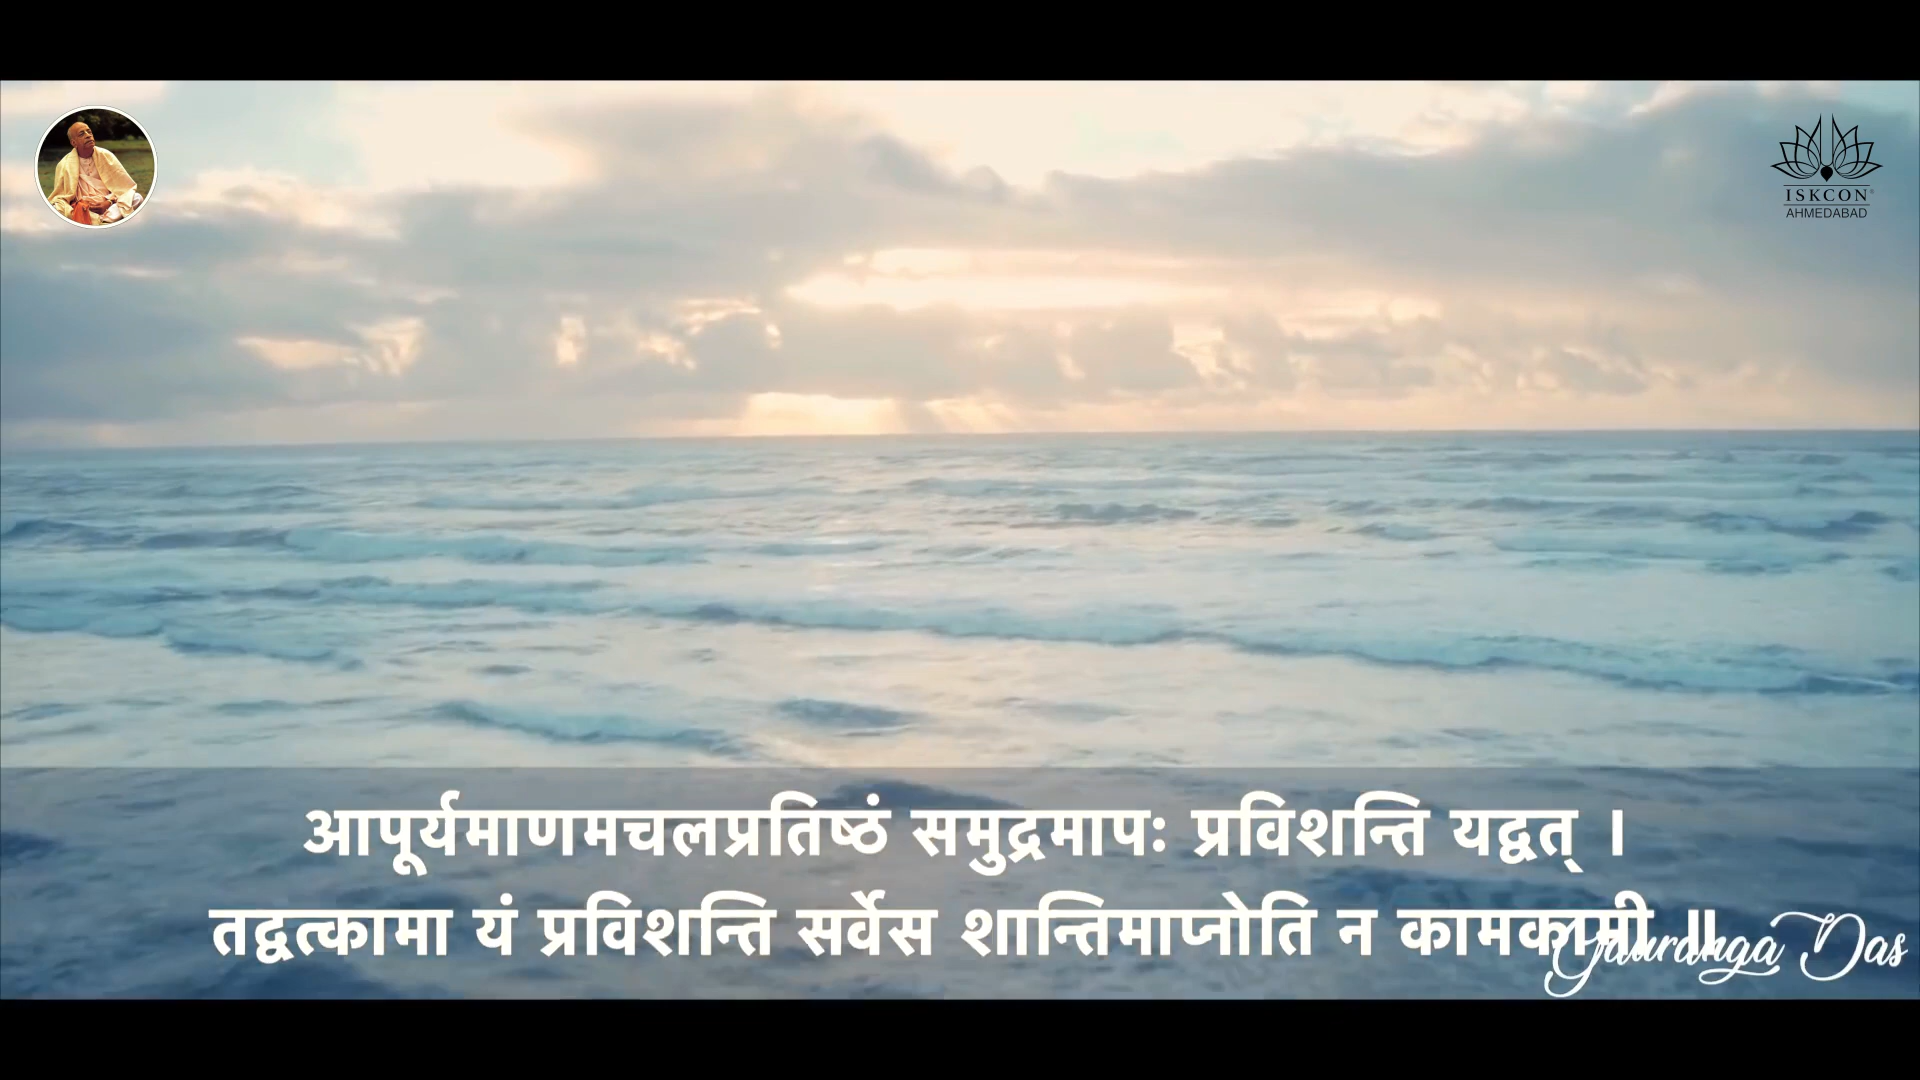 ISKCON
AHMEDABAD
आपूर्यमाणमचलप्रतिष्ठं समुद्रमापः प्रविशन्ति यद्वत् ।
तद्वत्कामा यं प्रविशन्ति सर्वेस शान्तिमाप्नोति न कामकामी ॥
Gauranga Das